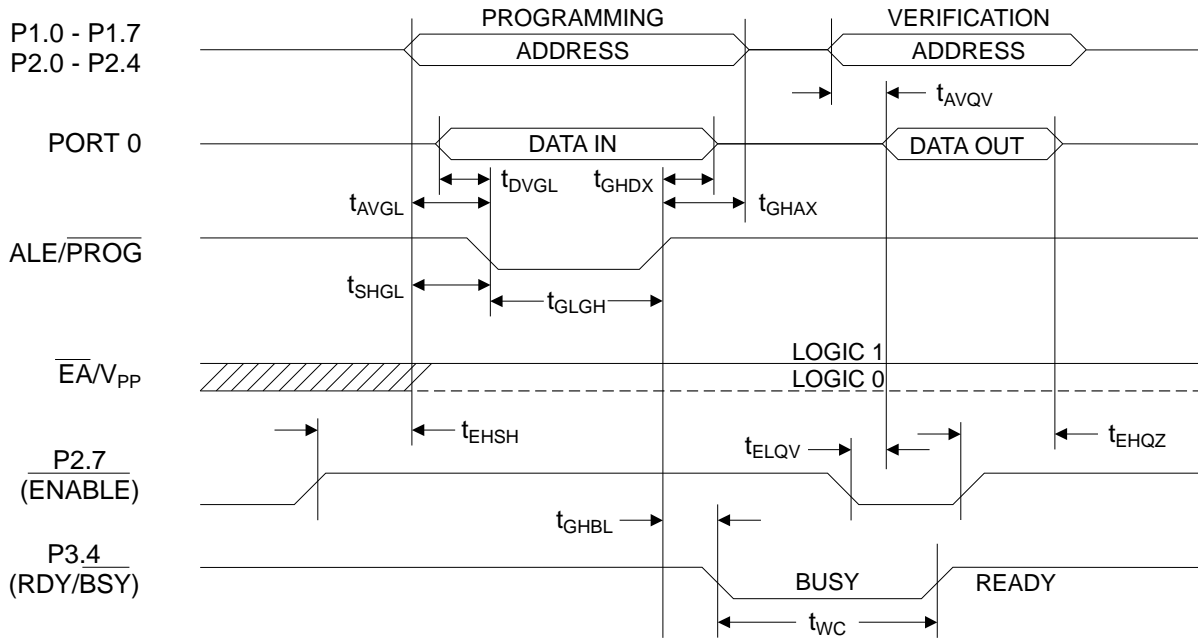 PROGRAMMING
VERIFICATION
P1.0 - P1.7
P2.0 - P2.4
ADDRESS
ADDRESS
tAVQV
PORT 0
DATA IN
DATA OUT
tDVGL
tGHDX
tAVGL
tGHAX
ALE/PROG
tSHGL
tGLGH
LOGIC 1
EA/VPP
LOGIC 0
tEHSH
tELQV
tEHQZ
P2.7
(ENABLE)
tGHBL
P3.4
(RDY/BSY)
BUSY
READY
tWC